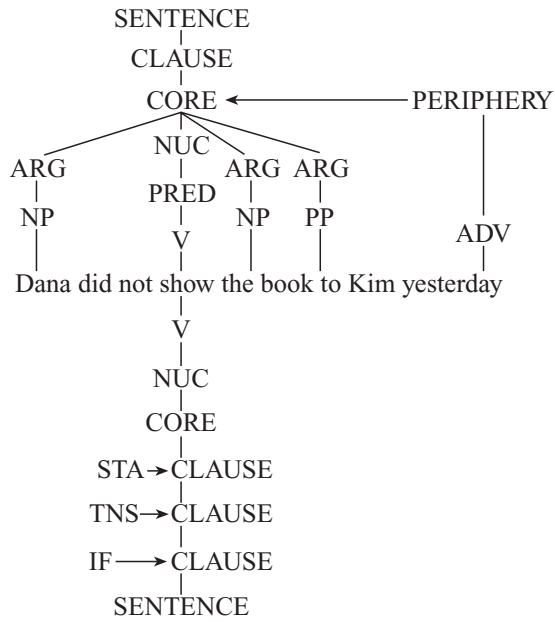 SENTENCE
CLAUSE
CORE PERIPHERY
NUC
ARG ARG ARG
PRED
NP NP PP
V ADV
Dana did not show the book to Kim yesterday
V
NUC
CORE
STA CLAUSE
TNS CLAUSE
IF CLAUSE
SENTENCE